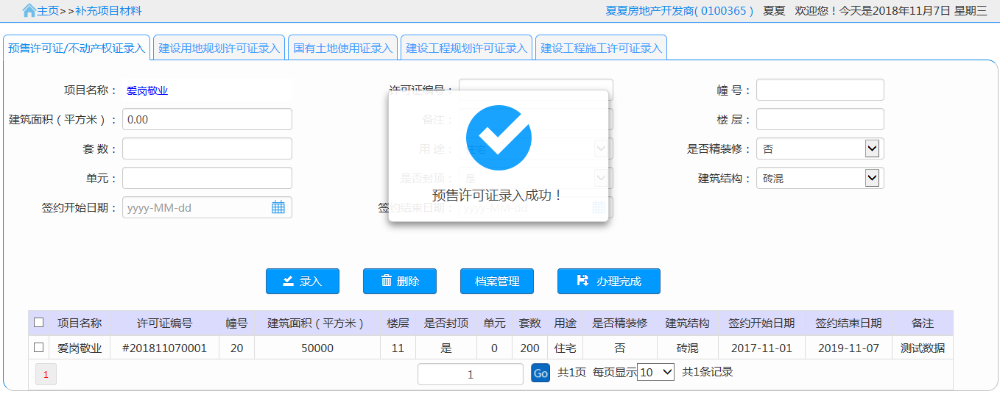 主页>>补充项目材料 夏夏房地产开发商( 0100365 ) 夏夏 欢迎您！今天是2018年11月7日 星期三
预售许可证/不动产权证录入 建设用地规划许可证录入 国有土地使用证录入 建设工程规划许可证录入 建设工程施工许可证录入
项目名称： 爱岗敬业 许可证编号： 幢 号：
建筑面积（平方米）： 0.00 备注： 楼 层：
套 数： 用 途： 住宅 是否精装修： 否
单元： 是否封顶： 是 建筑结构： 砖混
签约开始日期： yyyy-MM-dd 签约结束日期： yyyy-MM-dd
预售许可证录入成功！
录入 删除 档案管理 办理完成
项目名称 许可证编号 幢号 建筑面积（平方米） 楼层 是否封顶 单元 套数 用途 是否精装修 建筑结构 签约开始日期 签约结束日期 备注
爱岗敬业 #201811070001 20 50000 11 是 0 200 住宅 否 砖混 2017-11-01 2019-11-07 测试数据
1 1 Go 共1页 每页显示 10 共1条记录